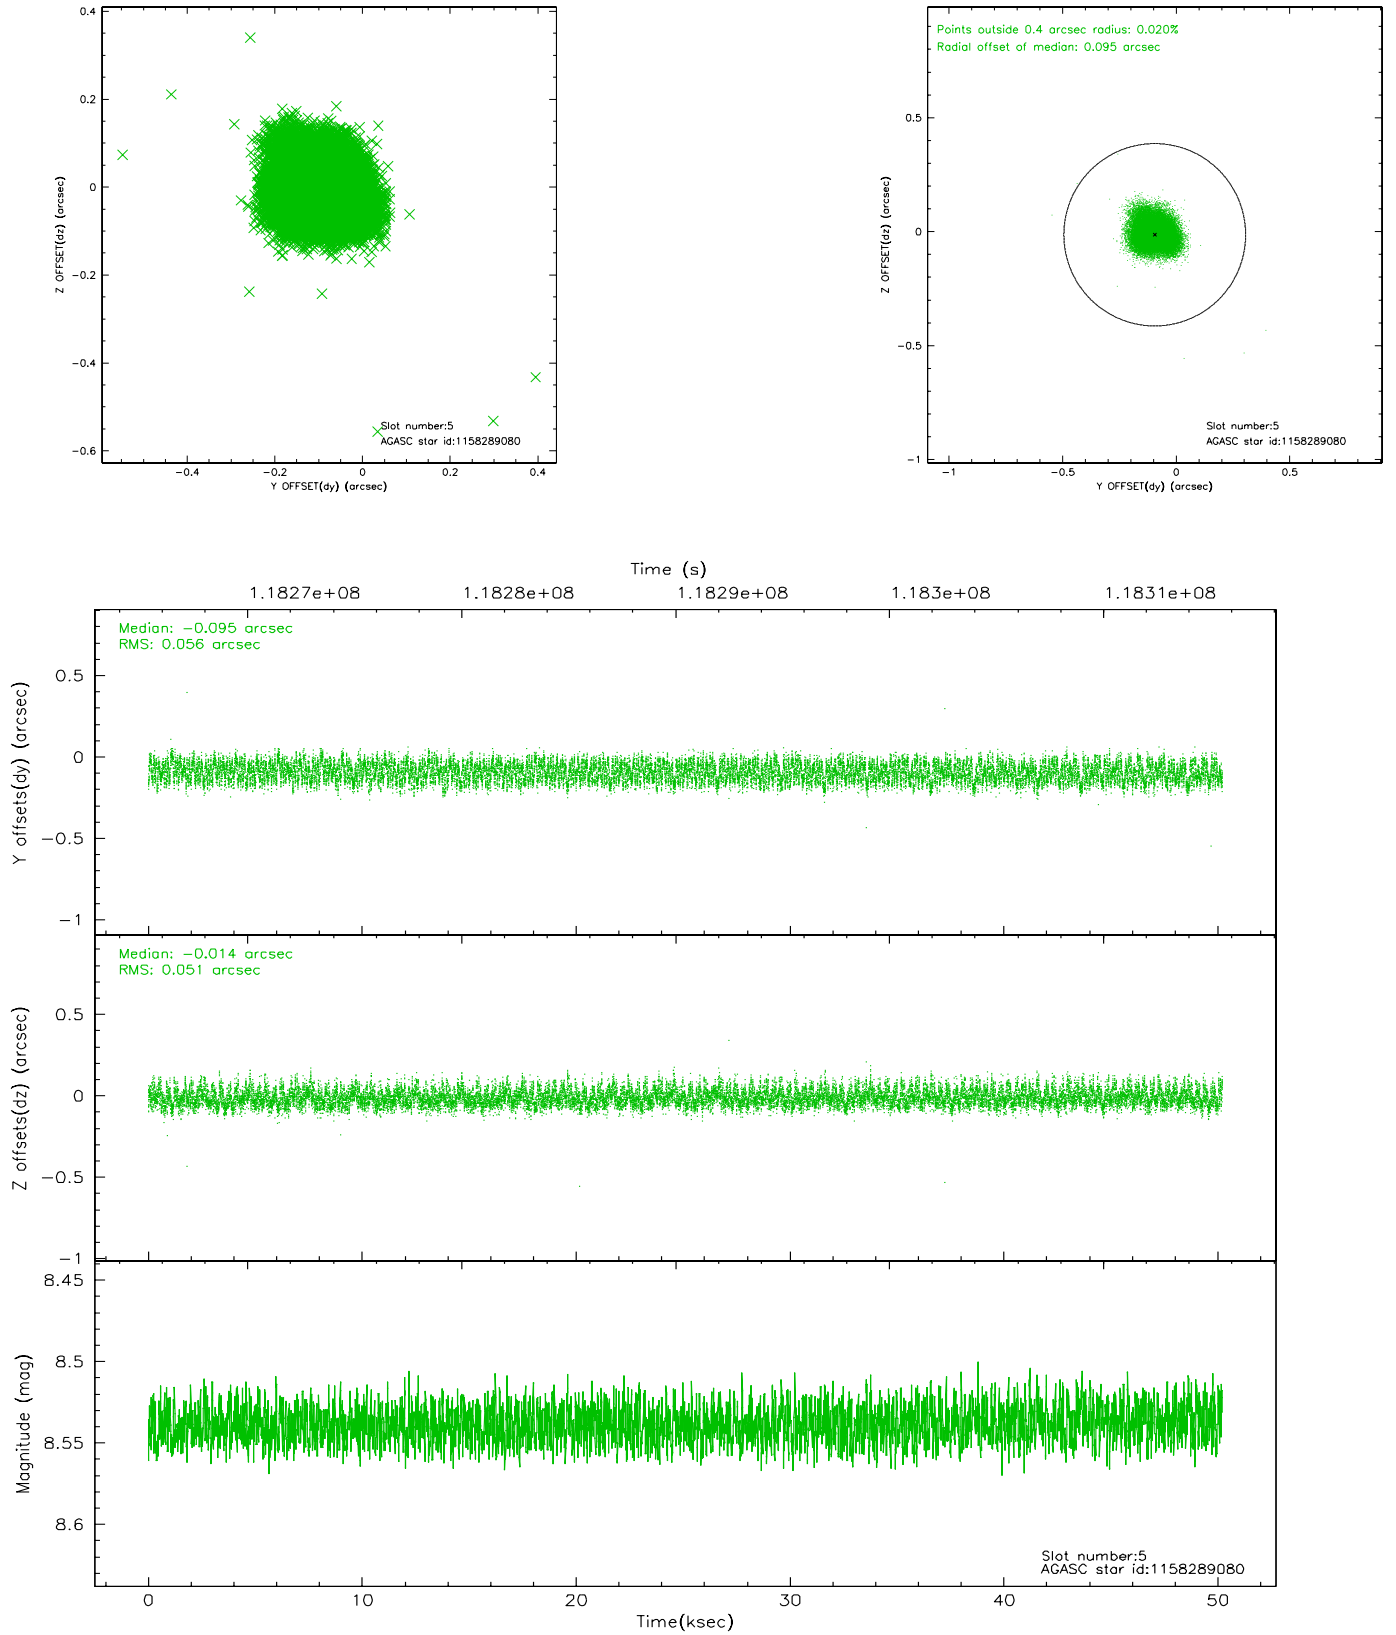 0.4
0.2
0
−0.2
−0.4
−0.6
Z OFFSET(dz) (arcsec)
Slot number:5
AGASC star id:1158289080
−0.4
−0.2
0
0.2
0.4
Y OFFSET(dy) (arcsec)
Points outside 0.4 arcsec radius: 0.020%
Radial offset of median: 0.095 arcsec
0.5
0
−0.5
−1
Z OFFSET(dz) (arcsec)
Slot number:5
AGASC star id:1158289080
−1
−0.5
0
0.5
Y OFFSET(dy) (arcsec)
Time (s)
1.1827e+08
1.1828e+08
1.1829e+08
1.183e+08
1.1831e+08
Median: −0.095 arcsec
RMS: 0.056 arcsec
0.5
0
−0.5
−1
Y offsets(dy) (arcsec)
Median: −0.014 arcsec
RMS: 0.051 arcsec
0.5
0
−0.5
−1
Z offsets(dz) (arcsec)
8.45
8.5
8.55
8.6
Magnitude (mag)
Slot number:5
AGASC star id:1158289080
0
10
20
30
40
50
Time(ksec)